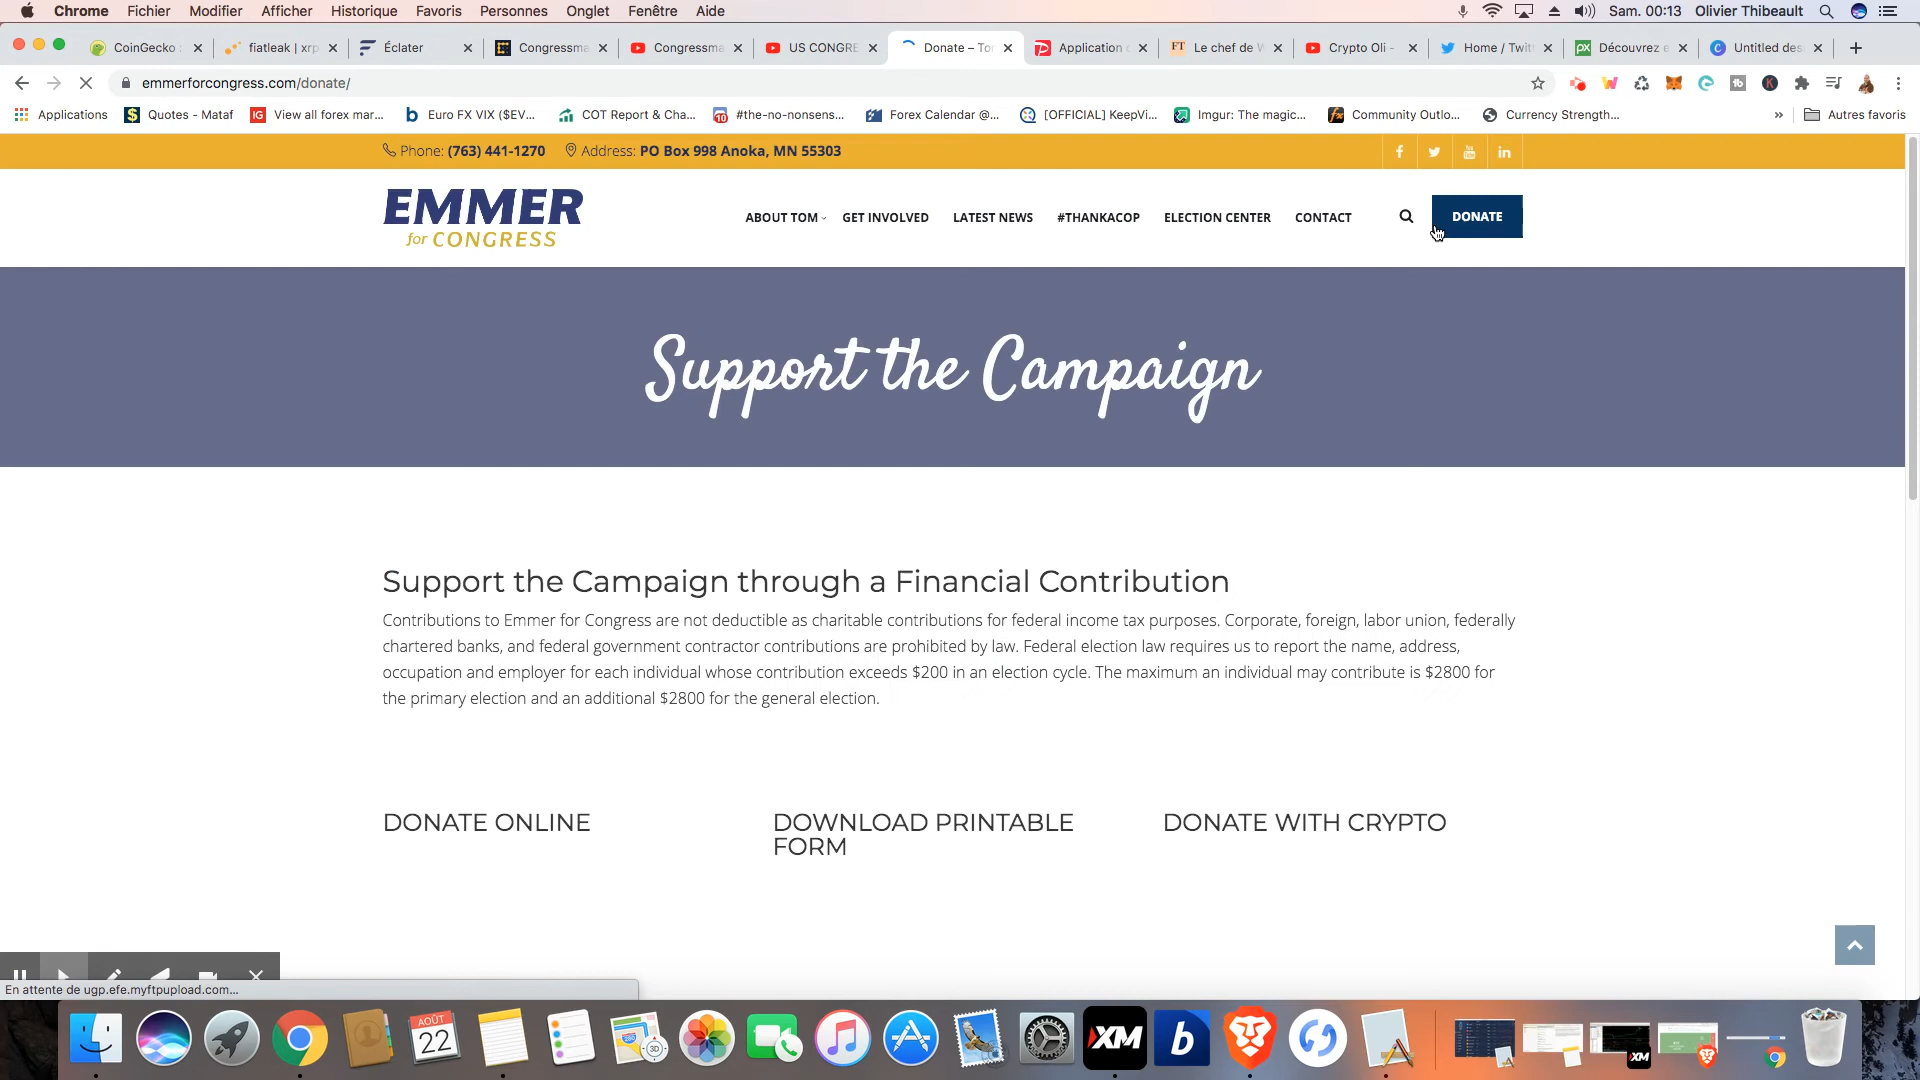 Chrome Fichier Modifier Afficher Historique Favoris Personnes Onglet Fenêtre Aide Sam. 00:13 Olivier Thibeault
CoinGecko fiatleak | xrp Éclater Congressma Congressma US CONGRE Donate – To Application Le chef de Crypto Oli - Home / Twit Découvrez e Untitled des
emmerforcongress.com/donate/
Applications Quotes - Mataf View all forex mar... Euro FX VIX ($EV... COT Report & Cha... #the-no-nonsens... Forex Calendar @... [OFFICIAL] KeepVi... Imgur: The magic... Community Outlo... Currency Strength... » Autres favoris
Phone: (763) 441-1270 Address: PO Box 998 Anoka, MN 55303
EMMER
for CONGRESS
ABOUT TOM GET INVOLVED LATEST NEWS #THANKACOP ELECTION CENTER CONTACT DONATE
Support the Campaign
Support the Campaign through a Financial Contribution
Contributions to Emmer for Congress are not deductible as charitable contributions for federal income tax purposes. Corporate, foreign, labor union, federally
chartered banks, and federal government contractor contributions are prohibited by law. Federal election law requires us to report the name, address,
occupation and employer for each individual whose contribution exceeds $200 in an election cycle. The maximum an individual may contribute is $2800 for
the primary election and an additional $2800 for the general election.
DONATE ONLINE
DOWNLOAD PRINTABLE
FORM
DONATE WITH CRYPTO
En attente de ugp.efe.myftpupload.com...
AOÛT
22
3D
XM
b
XM